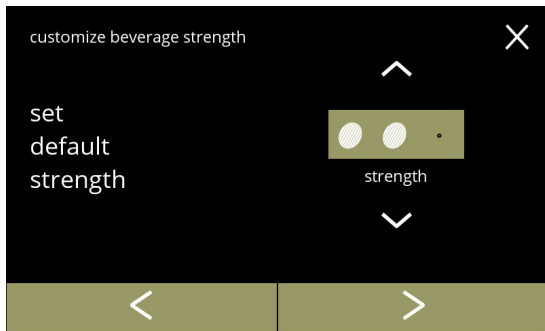 customize beverage strength
set
default
strength
strength